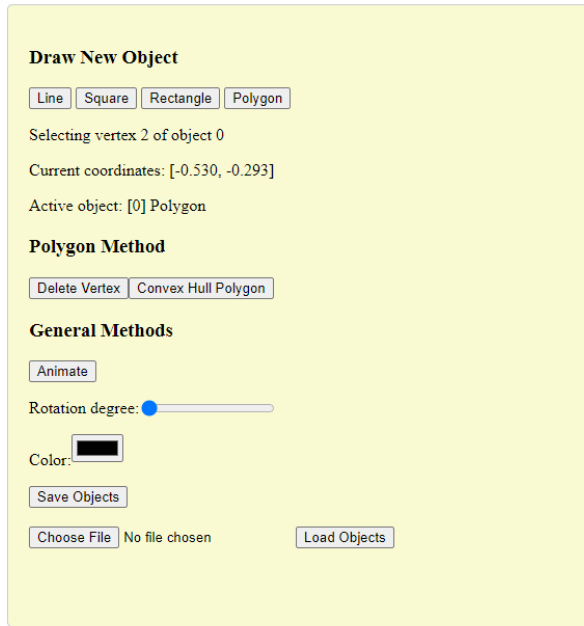 Draw New Object
Line Square Rectangle Polygon
Selecting vertex 2 of object 0
Current coordinates: [-0.530, -0.293]
Active object: [0] Polygon
Polygon Method
Delete Vertex Convex Hull Polygon
General Methods
Animate
Rotation degree:
Color:
Save Objects
Choose File No file chosen Load Objects